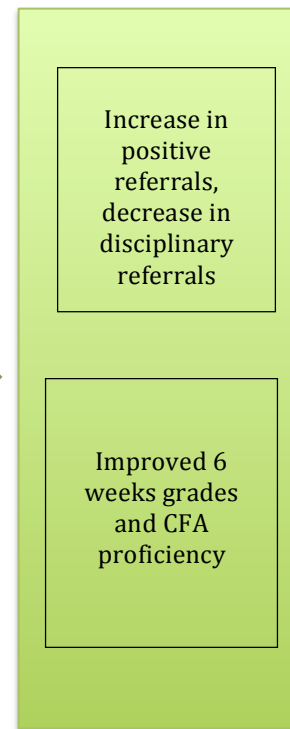 Increase in
positive
referrals,
decrease in
disciplinary
referrals
Improved 6
weeks grades
and CFA
proficiency